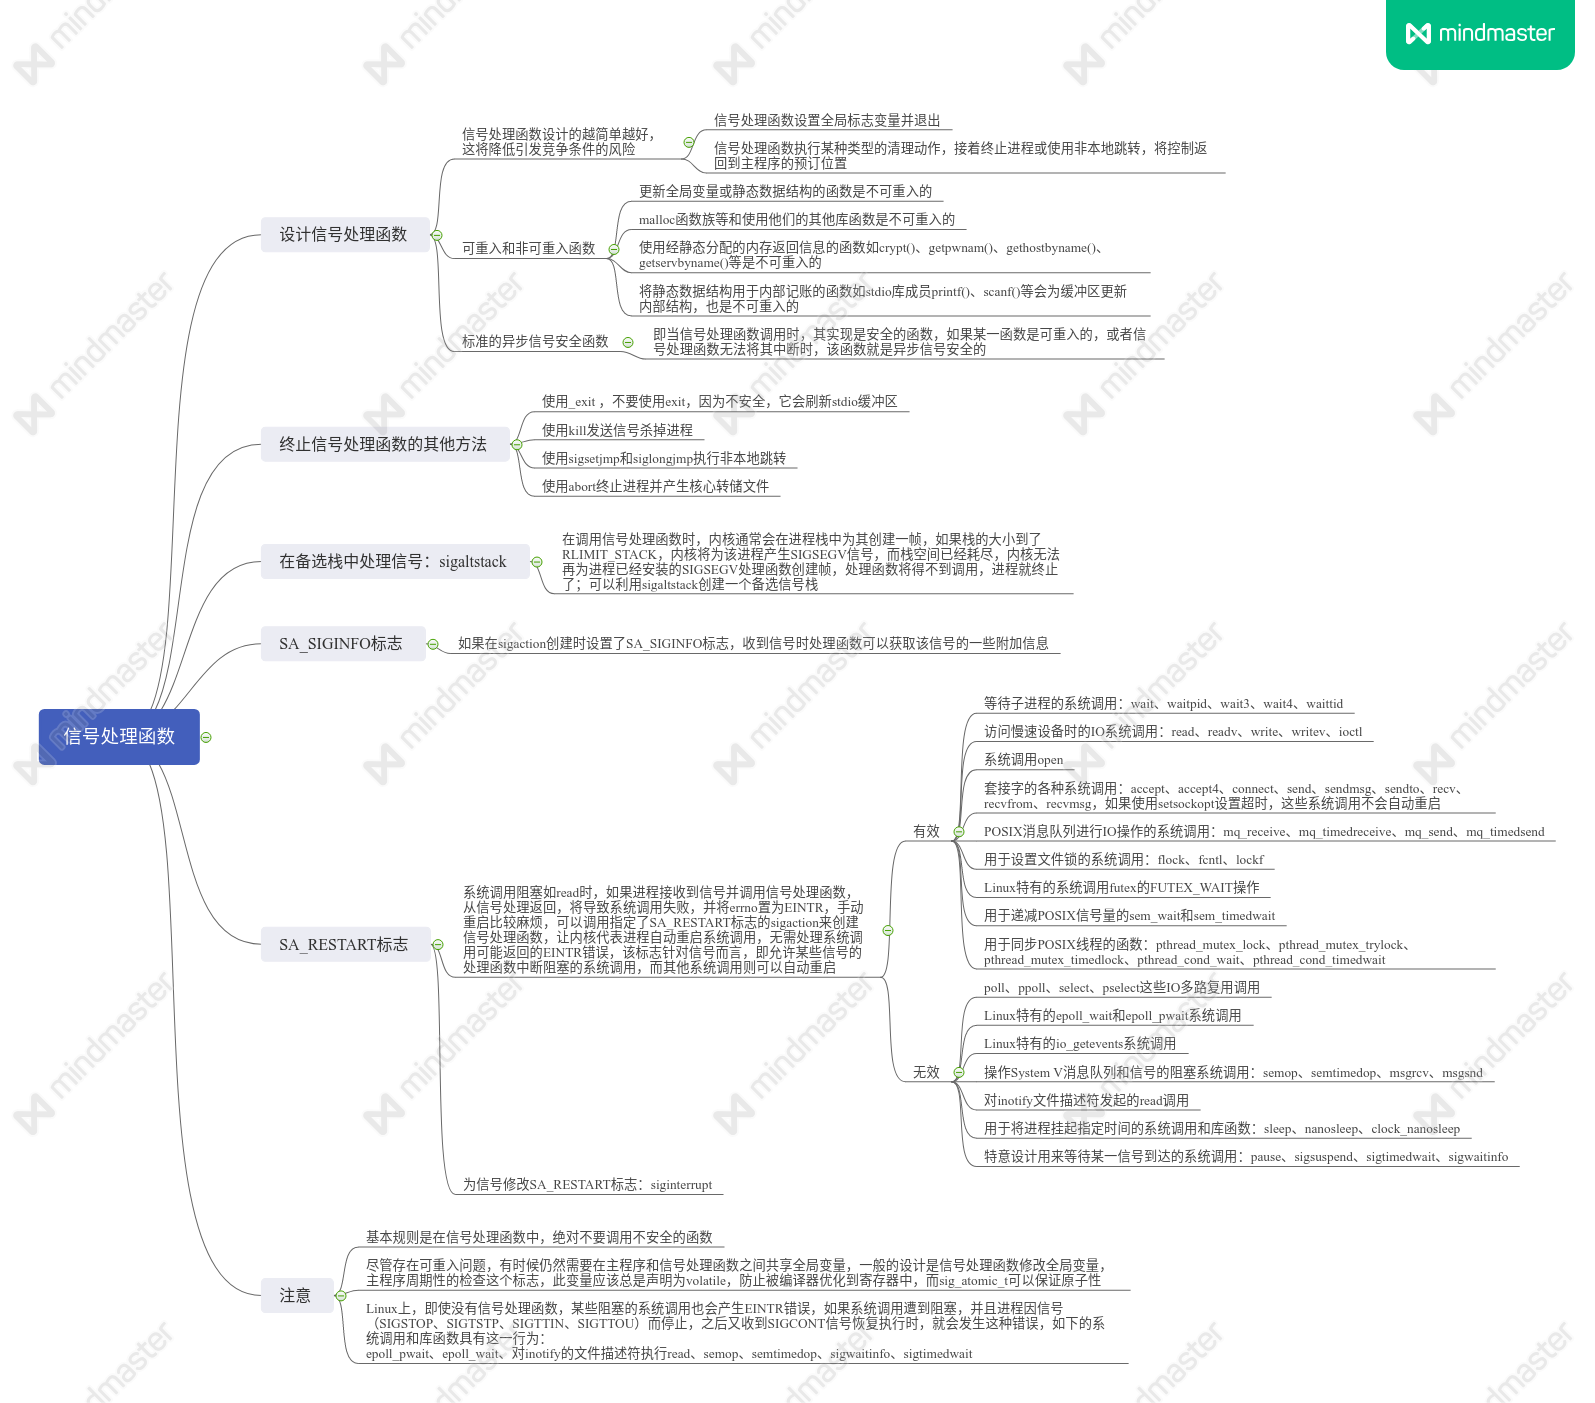 mindmaster
信号处理函数
设计信号处理函数
信号处理函数设计的越简单越好，
这将降低引发竞争条件的风险
信号处理函数设置全局标志变量并退出
信号处理函数执行某种类型的清理动作，接着终止进程或使用非本地跳转，将控制返
回到主程序的预订位置
可重入和非可重入函数
更新全局变量或静态数据结构的函数是不可重入的
malloc函数族等和使用他们的其他库函数是不可重入的
使用经静态分配的内存返回信息的函数如crypt()、getpwnam()、gethostbyname()、
getservbyname()等是不可重入的
将静态数据结构用于内部记账的函数如stdio库成员printf()、scanf()等会为缓冲区更新
内部结构，也是不可重入的
标准的异步信号安全函数
即当信号处理函数调用时，其实现是安全的函数，如果某一函数是可重入的，或者信
号处理函数无法将其中断时，该函数就是异步信号安全的
终止信号处理函数的其他方法
使用_exit ，不要使用exit，因为不安全，它会刷新stdio缓冲区
使用kill发送信号杀掉进程
使用sigsetjmp和siglongjmp执行非本地跳转
使用abort终止进程并产生核心转储文件
在备选栈中处理信号：sigaltstack
在调用信号处理函数时，内核通常会在进程栈中为其创建一帧，如果栈的大小到了
RLIMIT_STACK，内核将为该进程产生SIGSEGV信号，而栈空间已经耗尽，内核无法
再为进程已经安装的SIGSEGV处理函数创建帧，处理函数将得不到调用，进程就终止
了；可以利用sigaltstack创建一个备选信号栈
SA_SIGINFO标志
如果在sigaction创建时设置了SA_SIGINFO标志，收到信号时处理函数可以获取该信号的一些附加信息
SA_RESTART标志
系统调用阻塞如read时，如果进程接收到信号并调用信号处理函数，
从信号处理返回，将导致系统调用失败，并将errno置为EINTR，手动
重启比较麻烦，可以调用指定了SA_RESTART标志的sigaction来创建
信号处理函数，让内核代表进程自动重启系统调用，无需处理系统调
用可能返回的EINTR错误，该标志针对信号而言，即允许某些信号的
处理函数中断阻塞的系统调用，而其他系统调用则可以自动重启
有效
等待子进程的系统调用：wait、waitpid、wait3、wait4、waittid
访问慢速设备时的IO系统调用：read、readv、write、writev、ioctl
系统调用open
套接字的各种系统调用：accept、accept4、connect、send、sendmsg、sendto、recv、
recvfrom、recvmsg，如果使用setsockopt设置超时，这些系统调用不会自动重启
POSIX消息队列进行IO操作的系统调用：mq_receive、mq_timedreceive、mq_send、mq_timedsend
用于设置文件锁的系统调用：flock、fcntl、lockf
Linux特有的系统调用futex的FUTEX_WAIT操作
用于递减POSIX信号量的sem_wait和sem_timedwait
用于同步POSIX线程的函数：pthread_mutex_lock、pthread_mutex_trylock、
pthread_mutex_timedlock、pthread_cond_wait、pthread_cond_timedwait
无效
poll、ppoll、select、pselect这些IO多路复用调用
Linux特有的epoll_wait和epoll_pwait系统调用
Linux特有的io_getevents系统调用
操作System V消息队列和信号的阻塞系统调用：semop、semtimedop、msgrcv、msgsnd
对inotify文件描述符发起的read调用
用于将进程挂起指定时间的系统调用和库函数：sleep、nanosleep、clock_nanosleep
特意设计用来等待某一信号到达的系统调用：pause、sigsuspend、sigtimedwait、sigwaitinfo
为信号修改SA_RESTART标志：siginterrupt
注意
基本规则是在信号处理函数中，绝对不要调用不安全的函数
尽管存在可重入问题，有时候仍然需要在主程序和信号处理函数之间共享全局变量，一般的设计是信号处理函数修改全局变量，
主程序周期性的检查这个标志，此变量应该总是声明为volatile，防止被编译器优化到寄存器中，而sig_atomic_t可以保证原子性
Linux上，即使没有信号处理函数，某些阻塞的系统调用也会产生EINTR错误，如果系统调用遭到阻塞，并且进程因信号
（SIGSTOP、SIGTSTP、SIGTTIN、SIGTTOU）而停止，之后又收到SIGCONT信号恢复执行时，就会发生这种错误，如下的系
统调用和库函数具有这一行为：
epoll_pwait、epoll_wait、对inotify的文件描述符执行read、semop、semtimedop、sigwaitinfo、sigtimedwait